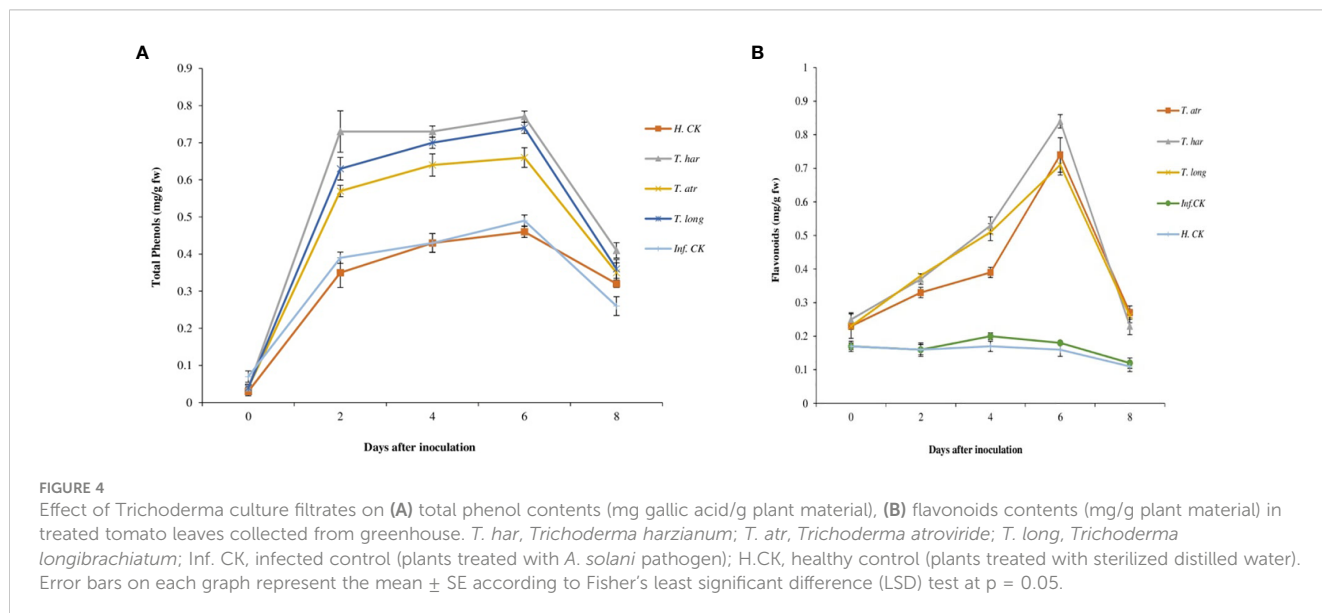 A
0.9
0.8
0.7
0.6
0.5
0.4
0.3
0.2
0.1
0
Total Phenols (mg/g fw)
0 2 4 6 8
Days after inoculation
H. CK
T. har
T. atr
T. long
Inf. CK
B
1
0.9
0.8
0.7
0.6
0.5
0.4
0.3
0.2
0.1
0
Flavonoids (mg/g fw)
0 2 4 6 8
Days after inoculation
T. atr
T. har
T. long
Inf.CK
H. CK
FIGURE 4
Effect of Trichoderma culture filtrates on (A) total phenol contents (mg gallic acid/g plant material), (B) flavonoids contents (mg/g plant material) in
treated tomato leaves collected from greenhouse. T. har, Trichoderma harzianum; T. atr, Trichoderma atroviride; T. long, Trichoderma
longibrachiatum; Inf. CK, infected control (plants treated with A. solani pathogen); H.CK, healthy control (plants treated with sterilized distilled water).
Error bars on each graph represent the mean ± SE according to Fisher's least significant difference (LSD) test at p = 0.05.